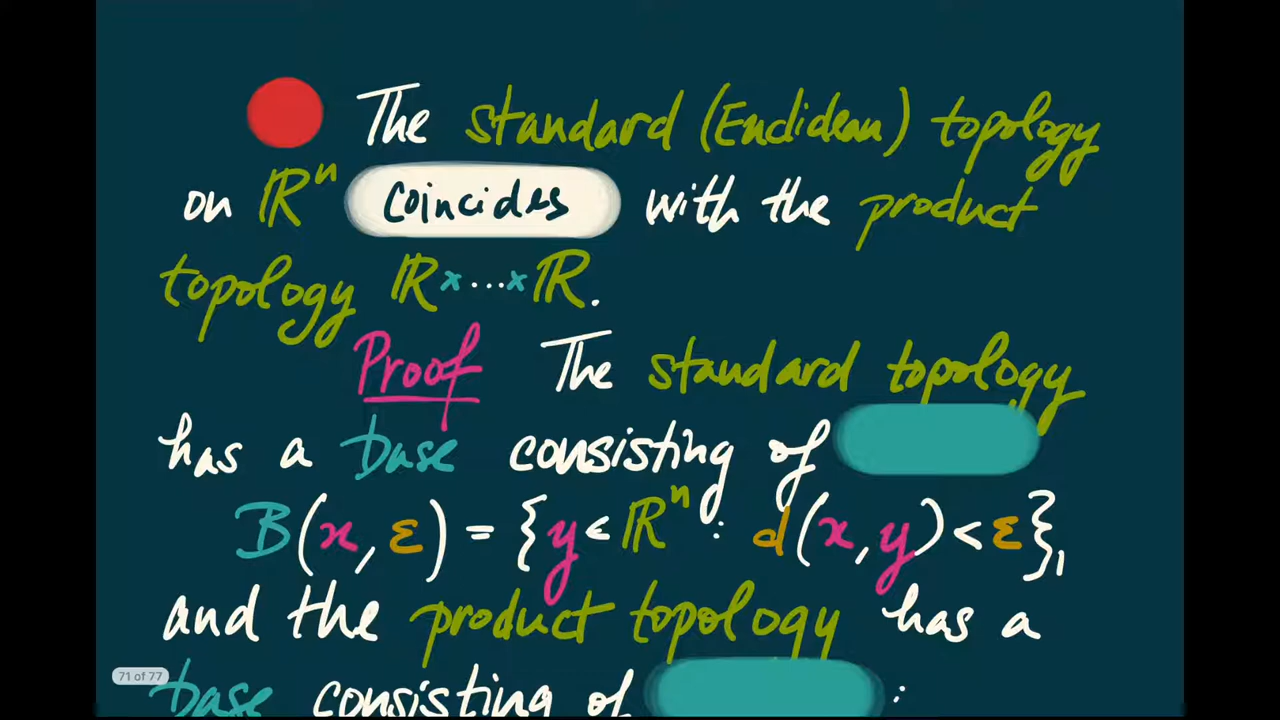 The standard (Euclidean) topology
on ℝⁿ coincides with the product
topology ℝ×...×ℝ.
Proof The standard topology
has a base consisting of
B(x, ε) = {y ∈ ℝⁿ : d(x, y) < ε},
and the product topology has a
71 of 77
base consisting of :